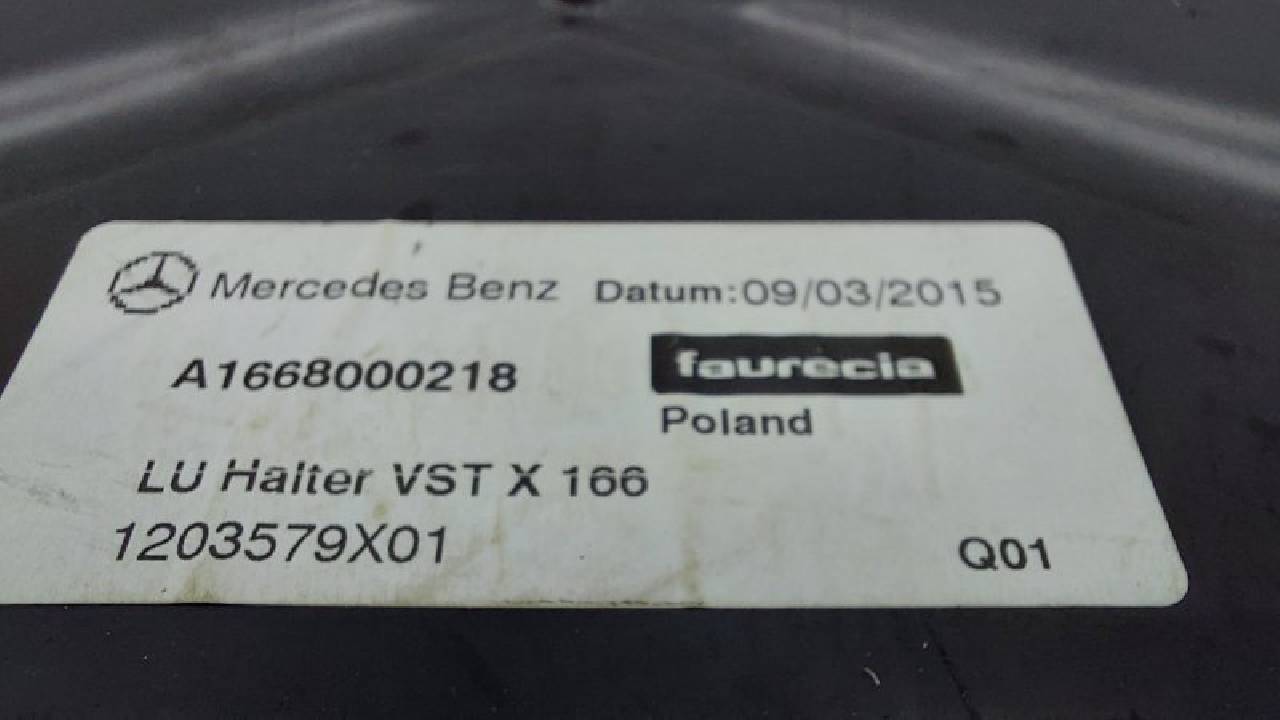 Mercedes Benz Datum:09/03/2015
A1668000218 faurecia
Poland
LU Halter VST X 166
1203579X01 Q01